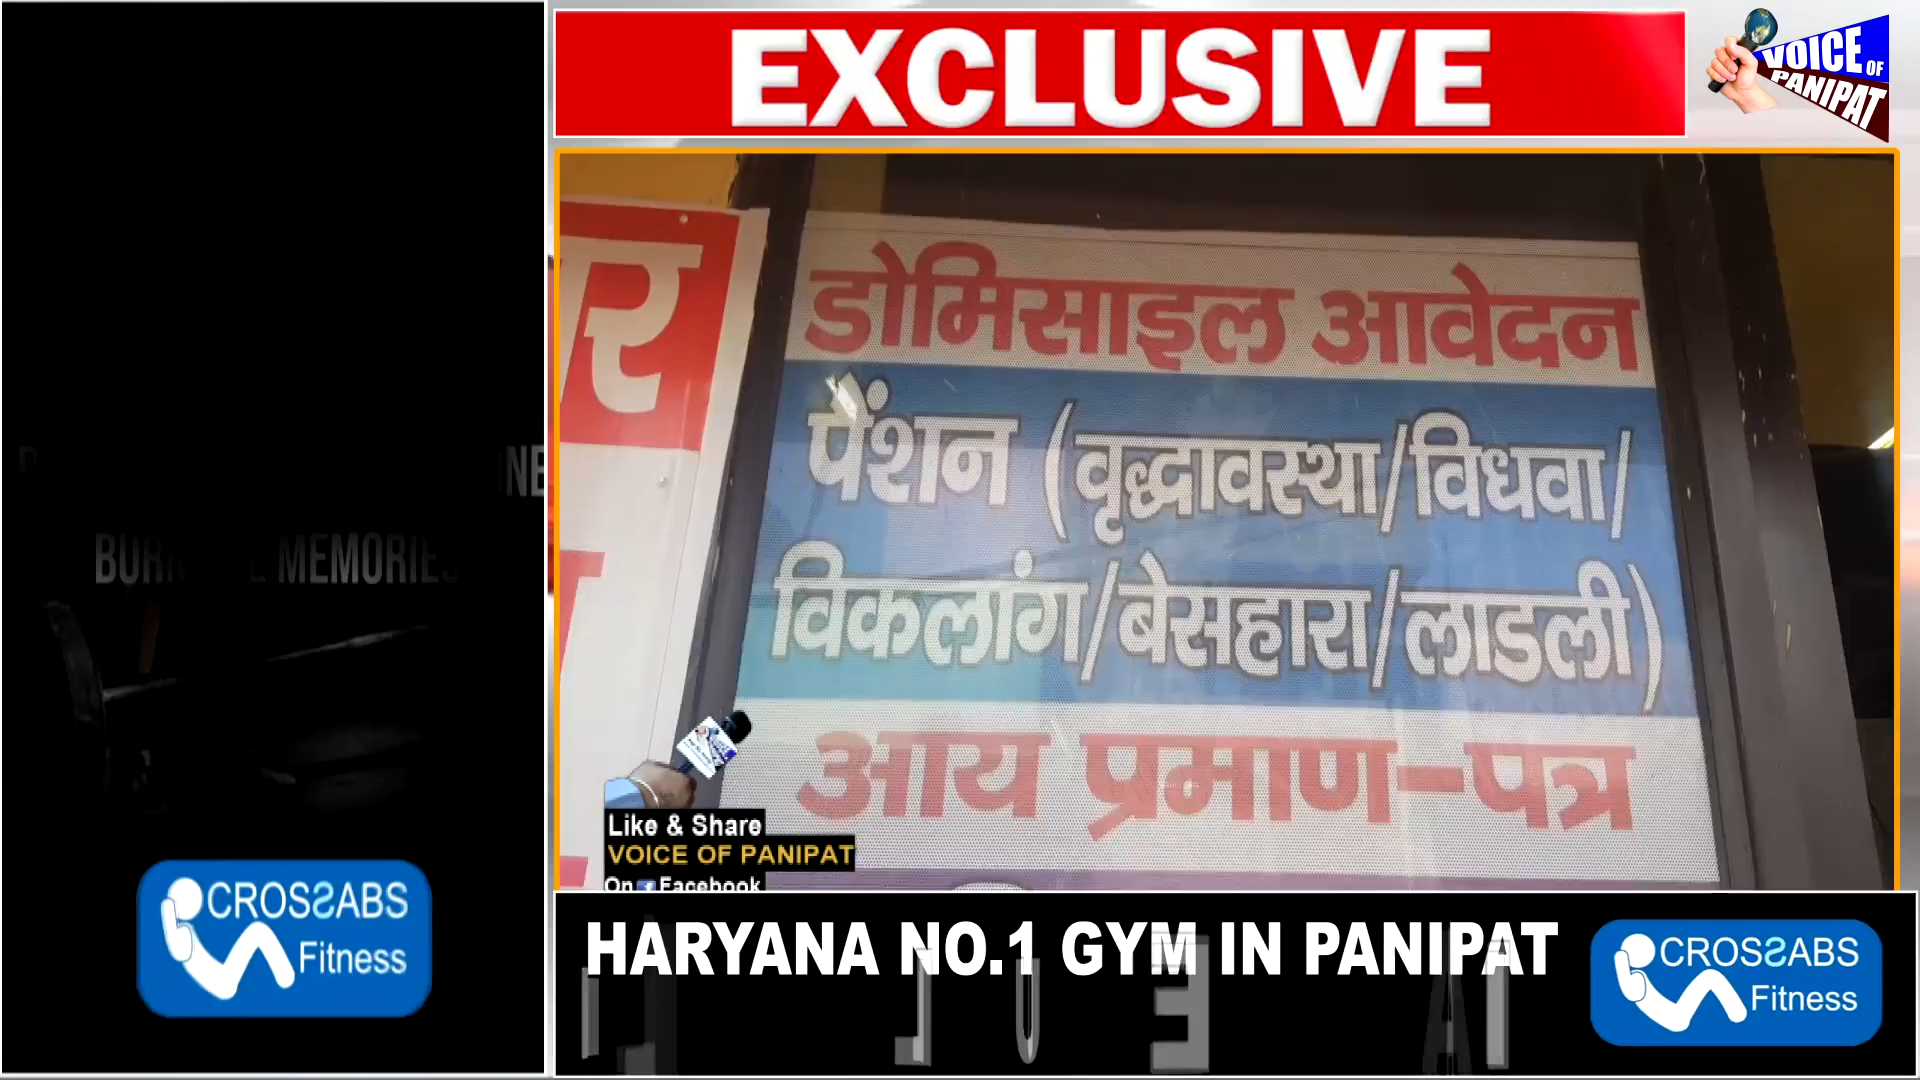 EXCLUSIVE
VOICE OF
PANIPAT
डोमिसाइल आवेदन
पेंशन (वृद्धावस्था/विधवा/
विकलांग/बेसहारा/लाडली)
आय प्रमाण-पत्र
र
MEMORIES
Like & Share
VOICE OF PANIPAT
On Facebook
CROSSABS
Fitness
HARYANA NO.1 GYM IN PANIPAT
CROSSABS
Fitness